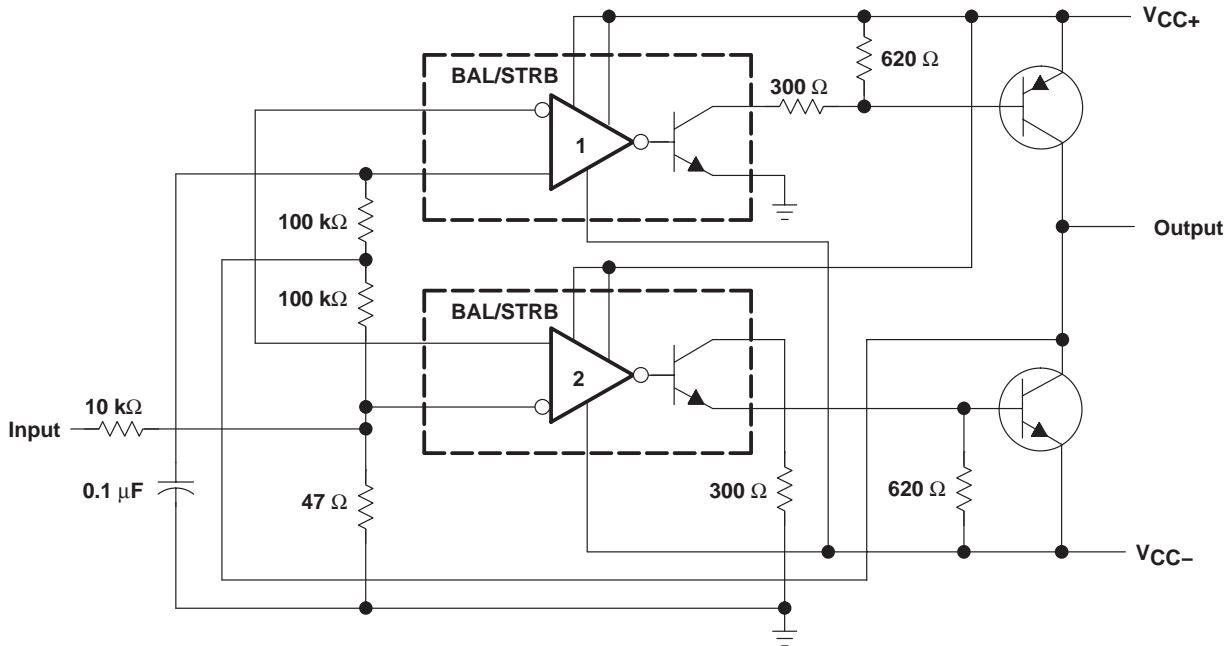 VCC+
BAL/STRB
620 Ω
300 Ω
1
100 kΩ
Output
100 kΩ
BAL/STRB
2
10 kΩ
Input
0.1 μF
47 Ω
300 Ω
620 Ω
VCC−